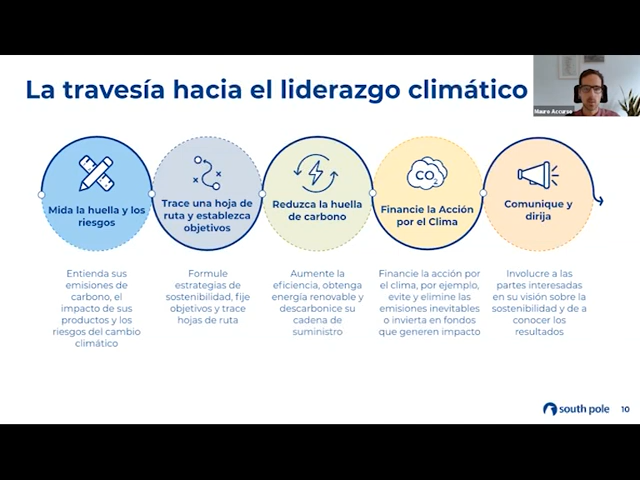 La travesía hacia el liderazgo climático
Mauro Accurso
Mida la huella y los
riesgos
Trace una hoja de
ruta y establezca
objetivos
Reduzca la huella
de carbono
CO2
Financie la Acción
por el Clima
Comunique y
dirija
Entienda sus
emisiones de
carbono, el
impacto de sus
productos y los
riesgos del cambio
climático
Formule
estrategias de
sostenibilidad, fije
objetivos y trace
hojas de ruta
Aumente la
eficiencia, obtenga
energía renovable y
descarbonice su
cadena de
suministro
Financie la acción por
el clima, por ejemplo,
evite y elimine las
emisiones inevitables
o invierta en fondos
que generen impacto
Involucre a las
partes interesadas
en su visión sobre la
sostenibilidad y de a
conocer los
resultados
south pole
10